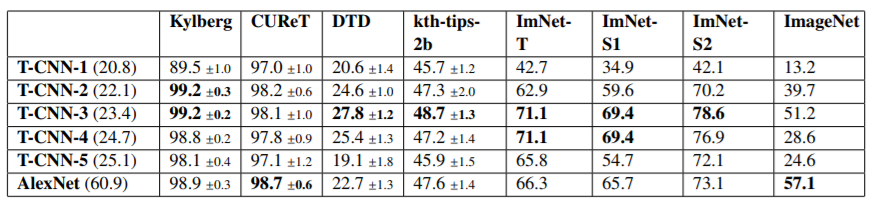 Kylberg CUReT DTD kth-tips-2b ImNet-T ImNet-S1 ImNet-S2 ImageNet
T-CNN-1 (20.8) 89.5 ±1.0 97.0 ±1.0 20.6 ±1.4 45.7 ±1.2 42.7 34.9 42.1 13.2
T-CNN-2 (22.1) 99.2 ±0.3 98.2 ±0.6 24.6 ±1.0 47.3 ±2.0 62.9 59.6 70.2 39.7
T-CNN-3 (23.4) 99.2 ±0.2 98.1 ±1.0 27.8 ±1.2 48.7 ±1.3 71.1 69.4 78.6 51.2
T-CNN-4 (24.7) 98.8 ±0.2 97.8 ±0.9 25.4 ±1.3 47.2 ±1.4 71.1 69.4 76.9 28.6
T-CNN-5 (25.1) 98.1 ±0.4 97.1 ±1.2 19.1 ±1.8 45.9 ±1.5 65.8 54.7 72.1 24.6
AlexNet (60.9) 98.9 ±0.3 98.7 ±0.6 22.7 ±1.3 47.6 ±1.4 66.3 65.7 73.1 57.1